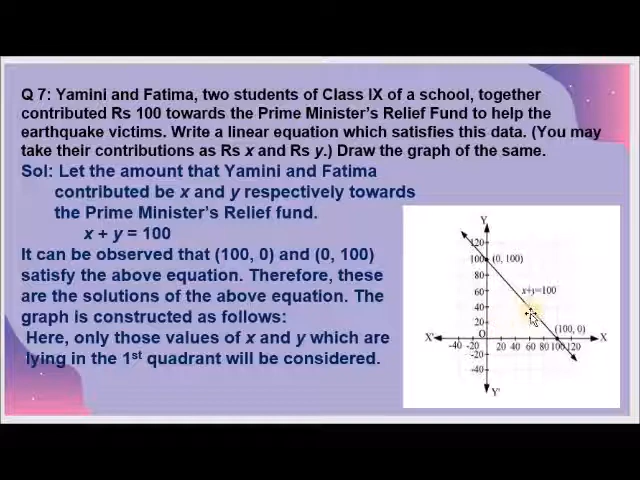 Q 7: Yamini and Fatima, two students of Class IX of a school, together
contributed Rs 100 towards the Prime Minister's Relief Fund to help the
earthquake victims. Write a linear equation which satisfies this data. (You may
take their contributions as Rs x and Rs y.) Draw the graph of the same.
Sol: Let the amount that Yamini and Fatima
contributed be x and y respectively towards
the Prime Minister's Relief fund.
x + y = 100
It can be observed that (100, 0) and (0, 100)
satisfy the above equation. Therefore, these
are the solutions of the above equation. The
graph is constructed as follows:
Here, only those values of x and y which are
lying in the 1st quadrant will be considered.
Y
120
100 (0, 100)
80
60 x+y=100
40
20 (100, 0)
X' -40 -20 O 20 40 60 80 100 120 X
-20
-40
Y'